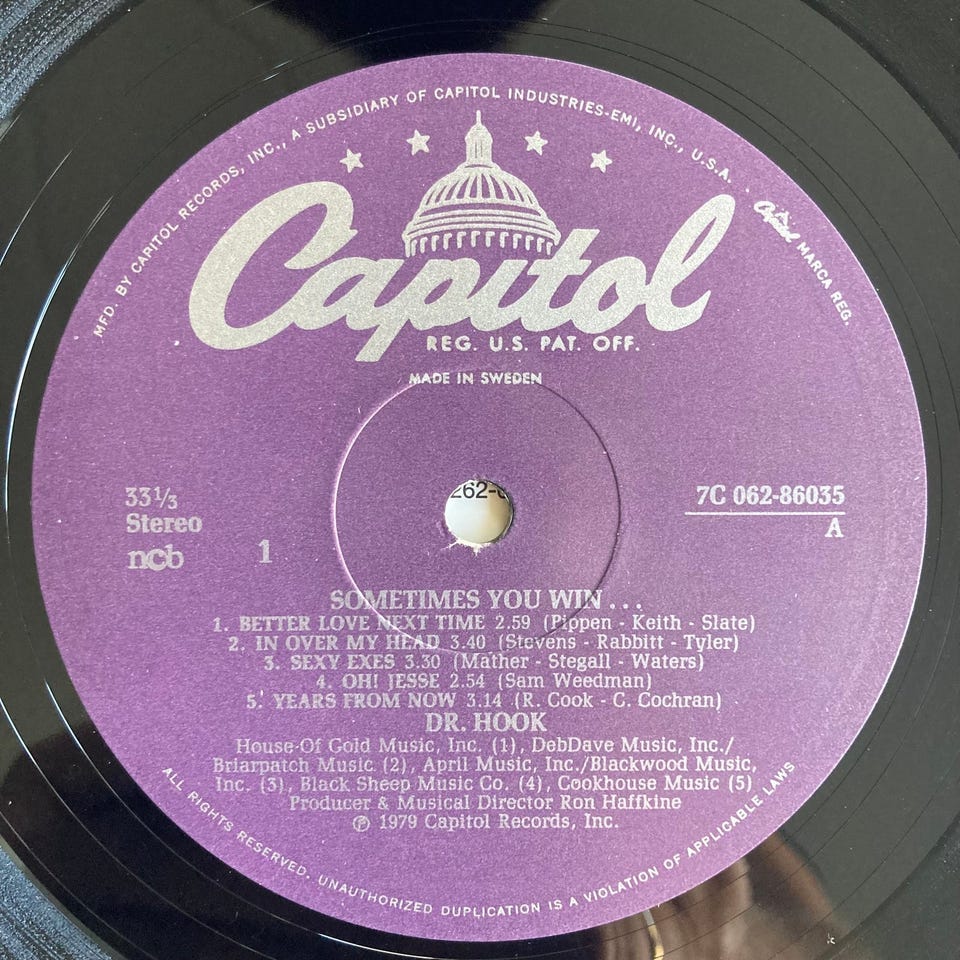 MFD. BY CAPITOL RECORDS, INC., A SUBSIDIARY OF CAPITOL INDUSTRIES-EMI, INC., U.S.A. · Capitol MARCA REG.
Capitol
REG. U.S. PAT. OFF.
MADE IN SWEDEN
33⅓
Stereo
ncb
1
7C 062-86035
A
262-
SOMETIMES YOU WIN . . .
1. BETTER LOVE NEXT TIME 2.59 (Pippen - Keith - Slate)
2. IN OVER MY HEAD 3.40 (Stevens - Rabbitt - Tyler)
3. SEXY EXES 3.30 (Mather - Stegall - Waters)
4. OH! JESSE 2.54 (Sam Weedman)
5. YEARS FROM NOW 3.14 (R. Cook - C. Cochran)
DR. HOOK
House Of Gold Music, Inc. (1), DebDave Music, Inc./
Briarpatch Music (2), April Music, Inc./Blackwood Music,
Inc. (3), Black Sheep Music Co. (4), Cookhouse Music (5)
Producer & Musical Director Ron Haffkine
℗ 1979 Capitol Records, Inc.
ALL RIGHTS RESERVED. UNAUTHORIZED DUPLICATION IS A VIOLATION OF APPLICABLE LAWS